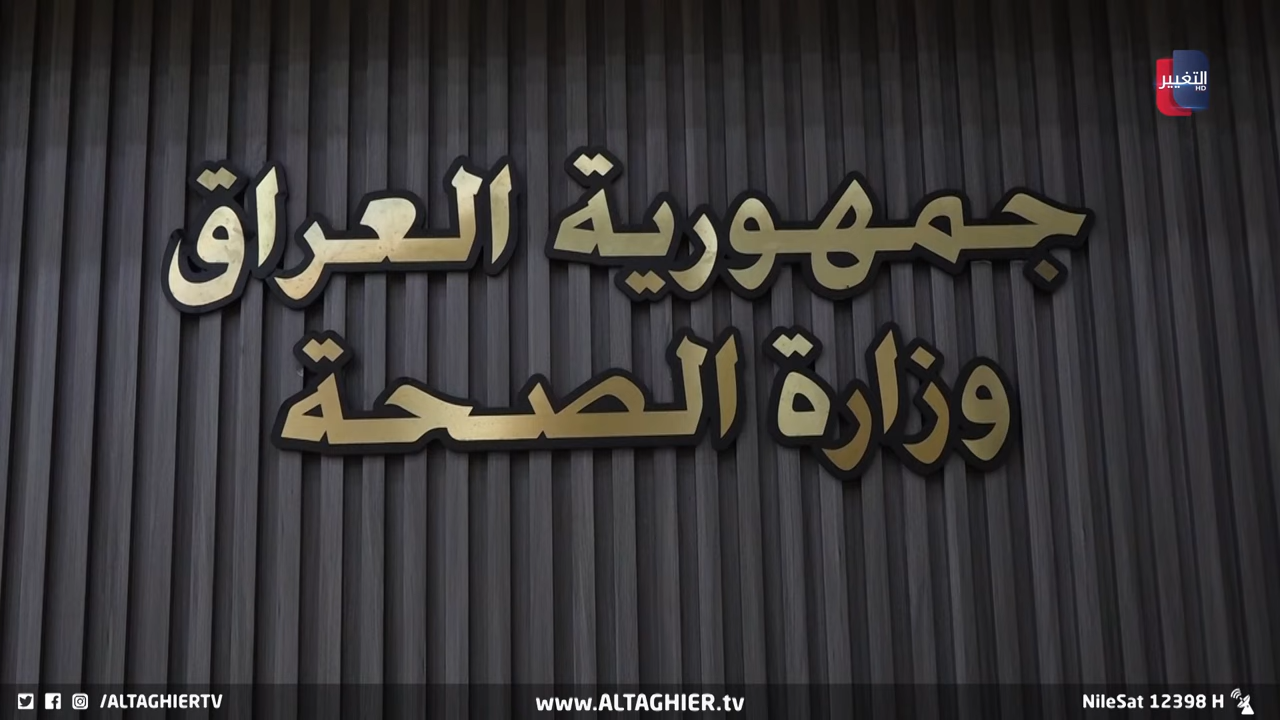 التغيير
HD
جمهورية العراق
وزارة الصحة
/ALTAGHIERTV
www.ALTAGHIER.tv
NileSat 12398 H